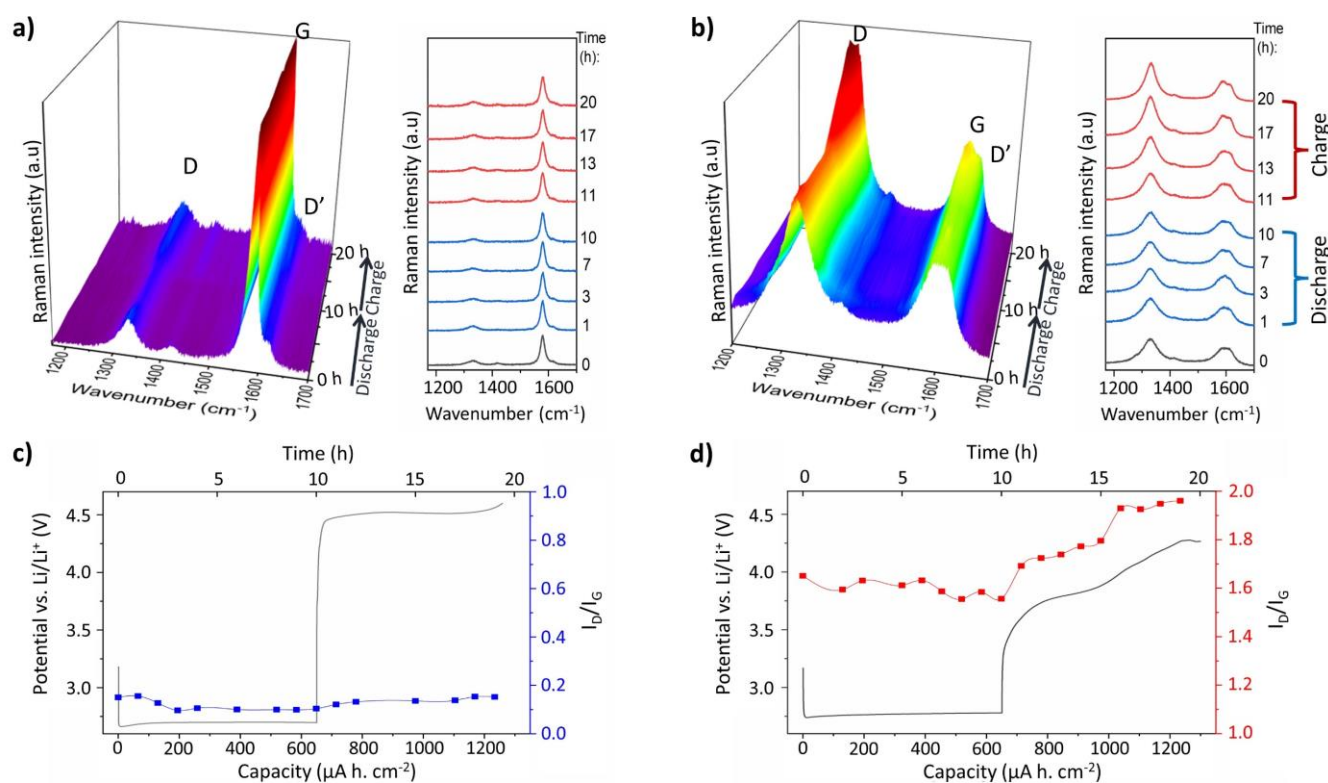 a)
G
D
D'
Raman intensity (a.u)
1200
1300
1400
1500
1600
1700
Wavenumber (cm⁻¹)
0 h
10 h
20 h
Discharge
Charge
Time
(h):
20
17
13
11
10
7
3
1
0
Raman intensity (a.u)
1200 1400 1600
Wavenumber (cm⁻¹)
b)
D
G
D'
Raman intensity (a.u)
1200
1300
1400
1500
1600
1700
Wavenumber (cm⁻¹)
0 h
10 h
20 h
Discharge
Charge
Time
(h):
20
17
13
11
10
7
3
1
0
Charge
Discharge
Raman intensity (a.u)
1200 1400 1600
Wavenumber (cm⁻¹)
c)
Time (h)
0 5 10 15 20
Potential vs. Li/Li⁺ (V)
4.5
4.0
3.5
3.0
1.0
0.8
0.6
0.4
0.2
0.0
I_D/I_G
0 200 400 600 800 1000 1200
Capacity (µA h. cm⁻²)
d)
Time (h)
0 5 10 15 20
Potential vs. Li/Li⁺ (V)
4.5
4.0
3.5
3.0
2.0
1.8
1.6
1.4
1.2
1.0
I_D/I_G
0 200 400 600 800 1000 1200
Capacity (µA h. cm⁻²)